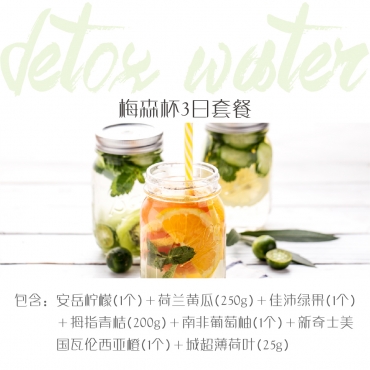 detox water
梅森杯3日套餐
包含：安岳柠檬(1个)＋荷兰黄瓜(250g)＋佳沛绿果(1个)
＋拇指青桔(200g)＋南非葡萄柚(1个)＋新奇士美
国瓦伦西亚橙(1个)＋城超薄荷叶(25g)